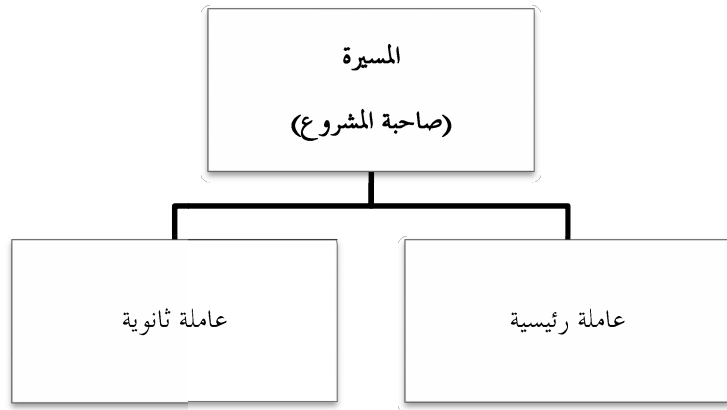 المسيرة
(صاحبة المشروع)
عاملة رئيسية
عاملة ثانوية